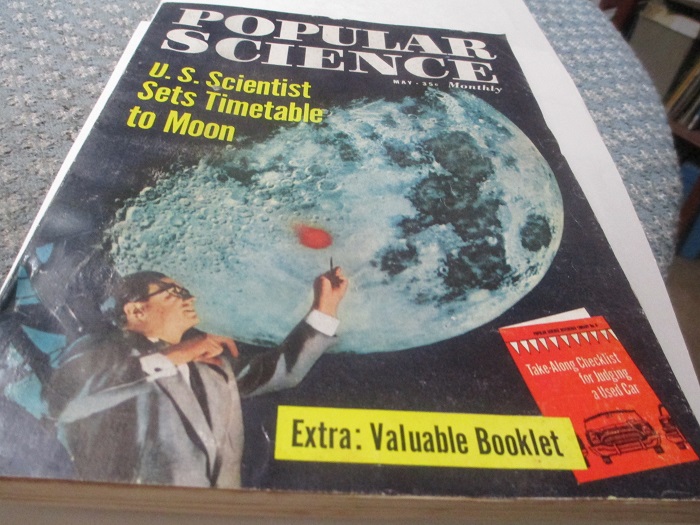 POPULAR
SCIENCE
MAY · 35¢ Monthly
U. S. Scientist
Sets Timetable
to Moon
Take-Along Checklist
for Judging
a Used Car
Extra: Valuable Booklet